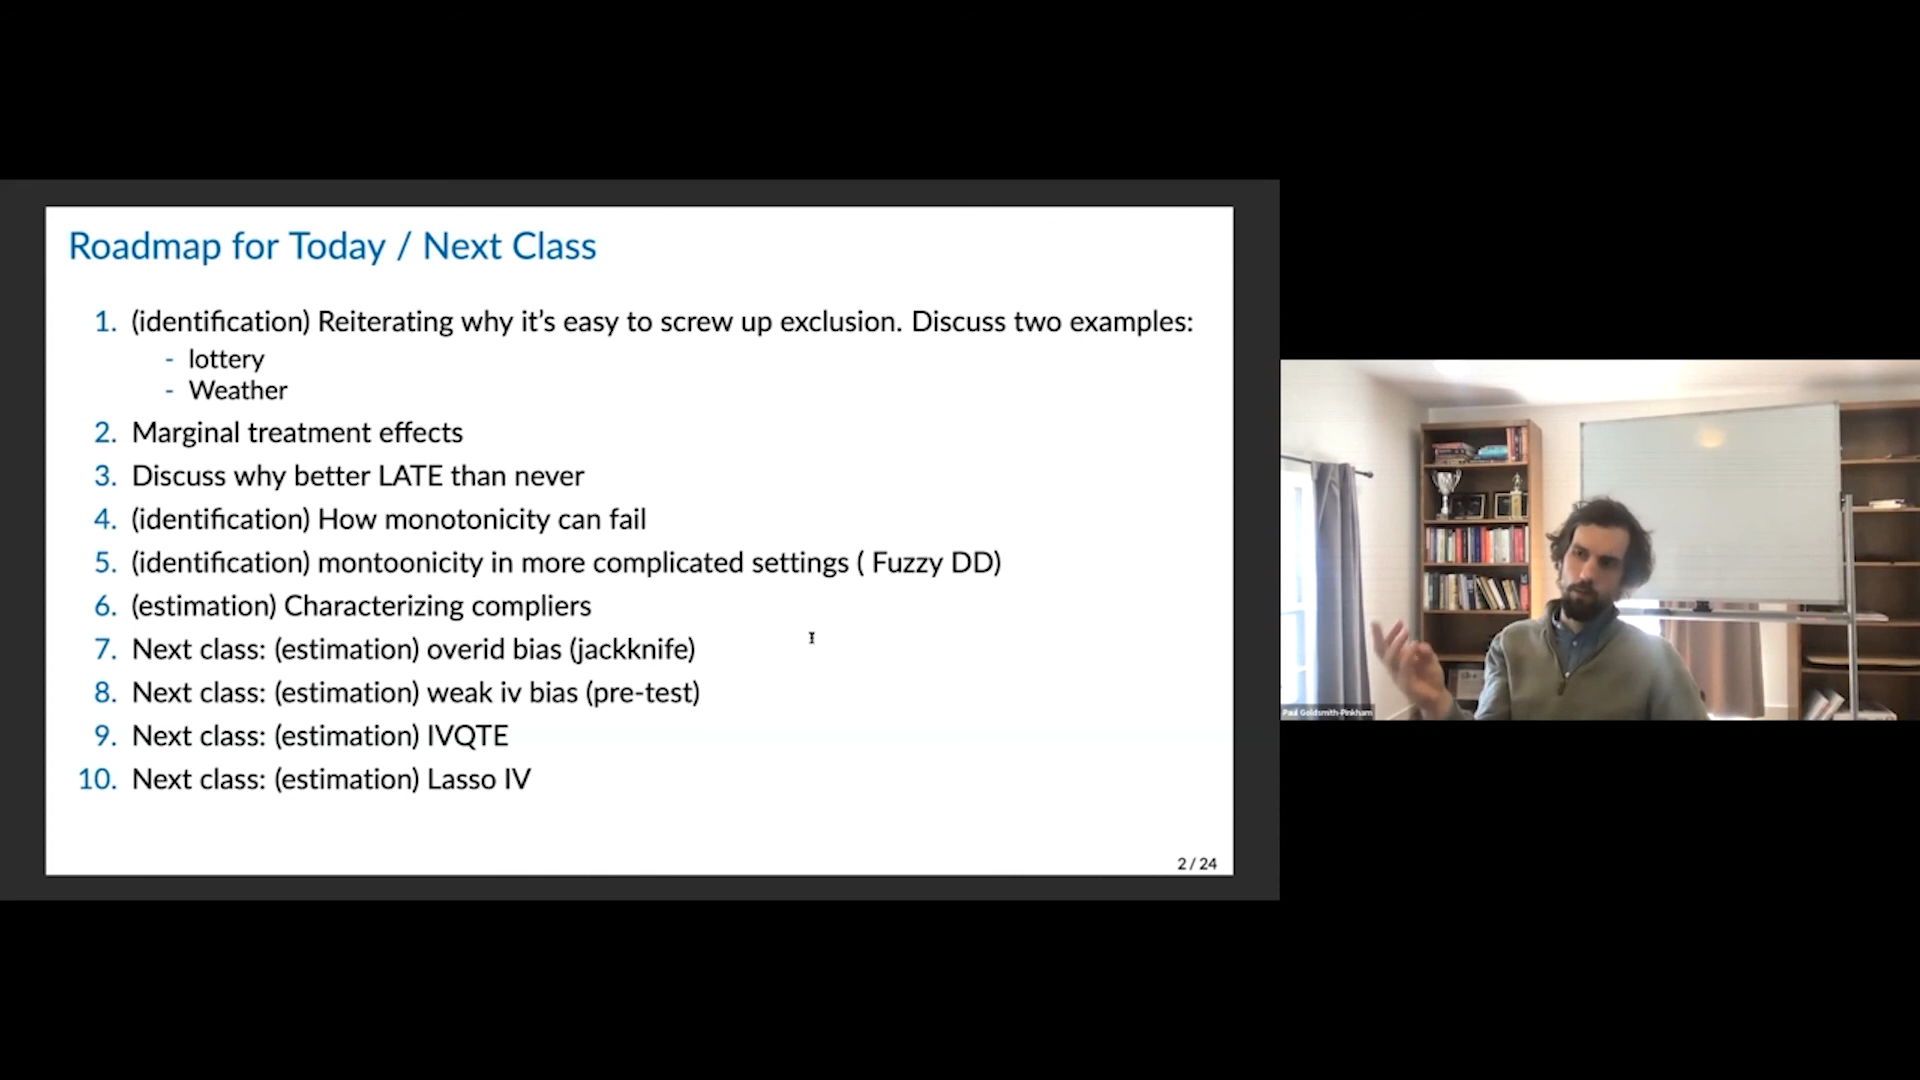 Roadmap for Today / Next Class
1. (identification) Reiterating why it's easy to screw up exclusion. Discuss two examples:
- lottery
- Weather
2. Marginal treatment effects
3. Discuss why better LATE than never
4. (identification) How monotonicity can fail
5. (identification) montoonicity in more complicated settings ( Fuzzy DD)
6. (estimation) Characterizing compliers
7. Next class: (estimation) overid bias (jackknife)
8. Next class: (estimation) weak iv bias (pre-test)
9. Next class: (estimation) IVQTE
10. Next class: (estimation) Lasso IV
2 / 24
Paul Goldsmith-Pinkham